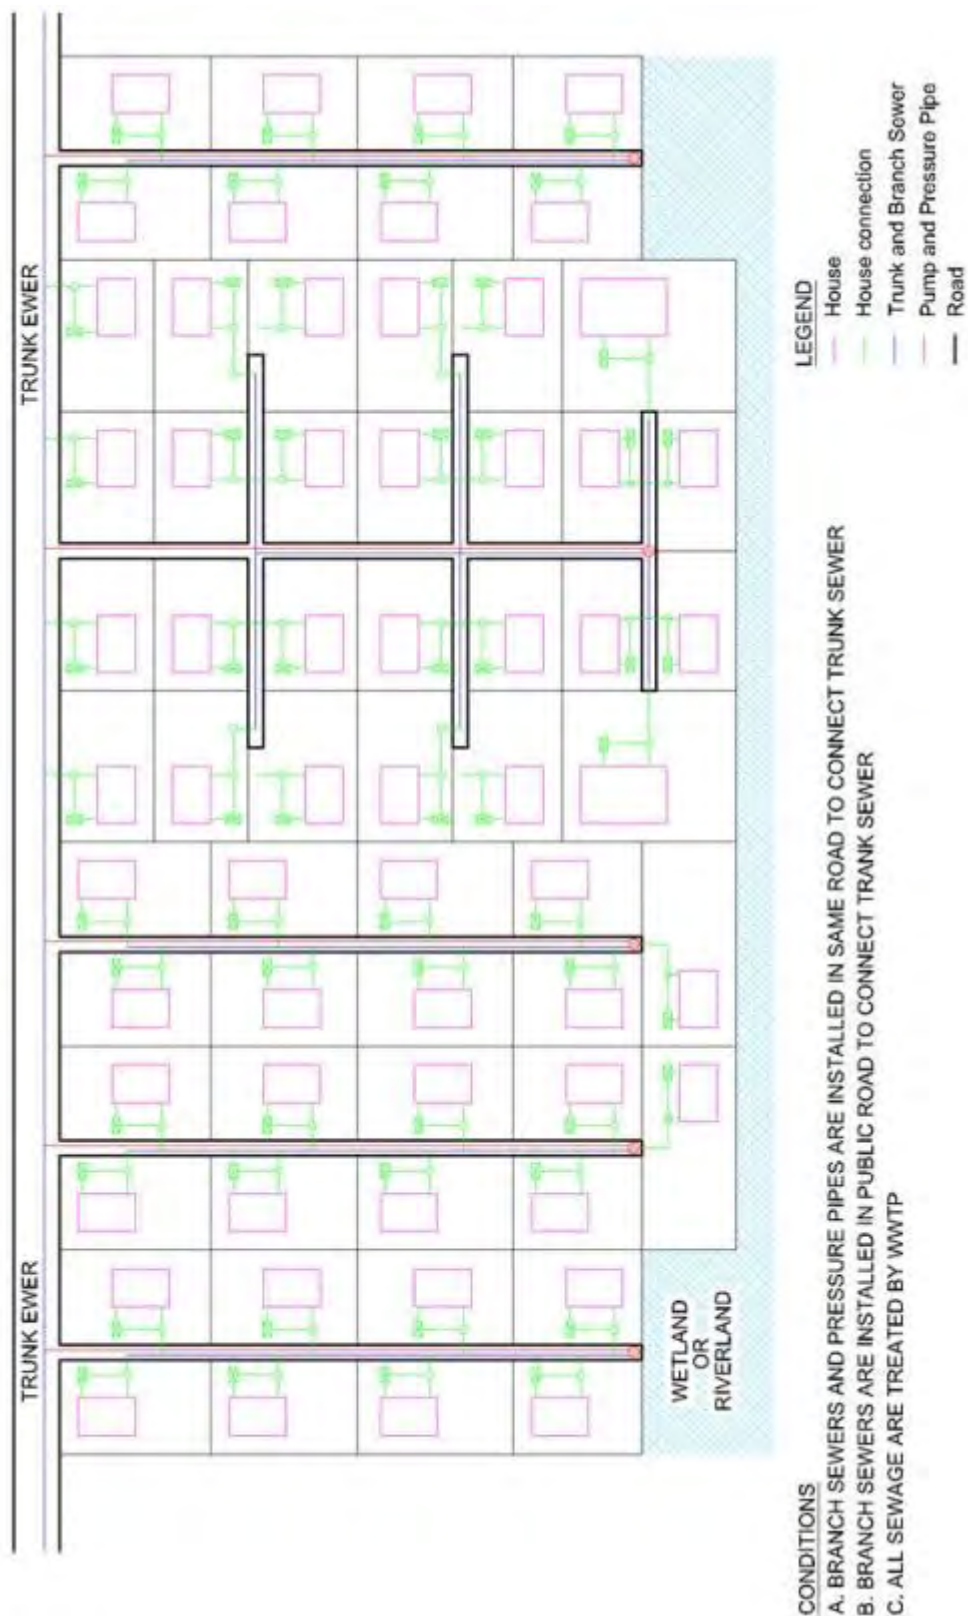 TRUNK EWER
TRUNK EWER
WETLAND
OR
RIVERLAND
CONDITIONS
A. BRANCH SEWERS AND PRESSURE PIPES ARE INSTALLED IN SAME ROAD TO CONNECT TRUNK SEWER
B. BRANCH SEWERS ARE INSTALLED IN PUBLIC ROAD TO CONNECT TRANK SEWER
C. ALL SEWAGE ARE TREATED BY WWTP
LEGEND
House
House connection
Trunk and Branch Sewer
Pump and Pressure Pipe
Road